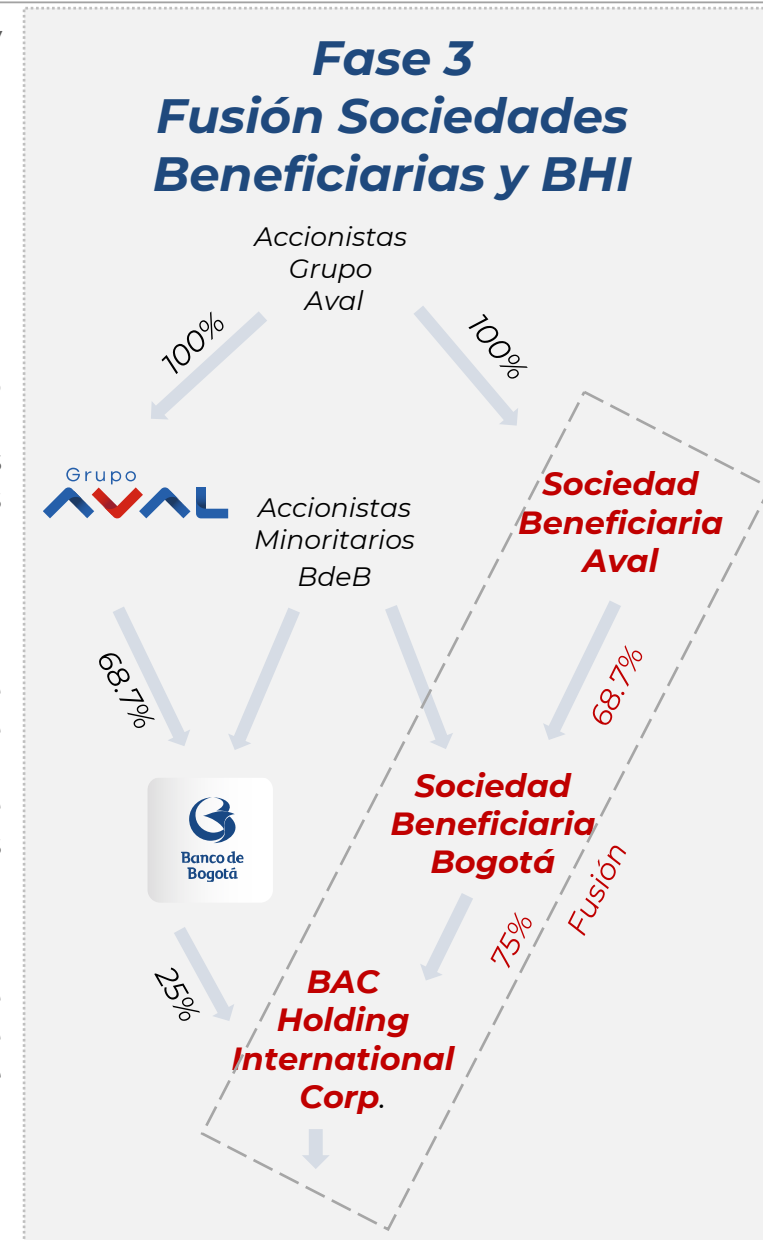 Fase 3
Fusión Sociedades
Beneficiarias y BHI
Accionistas
Grupo
Aval
100%
100%
Grupo
AVAL
Accionistas
Minoritarios
BdeB
Sociedad
Beneficiaria
Aval
68.7%
68.7%
Banco de
Bogotá
Sociedad
Beneficiaria
Bogotá
Fusión
25%
75%
BAC
Holding
International
Corp.